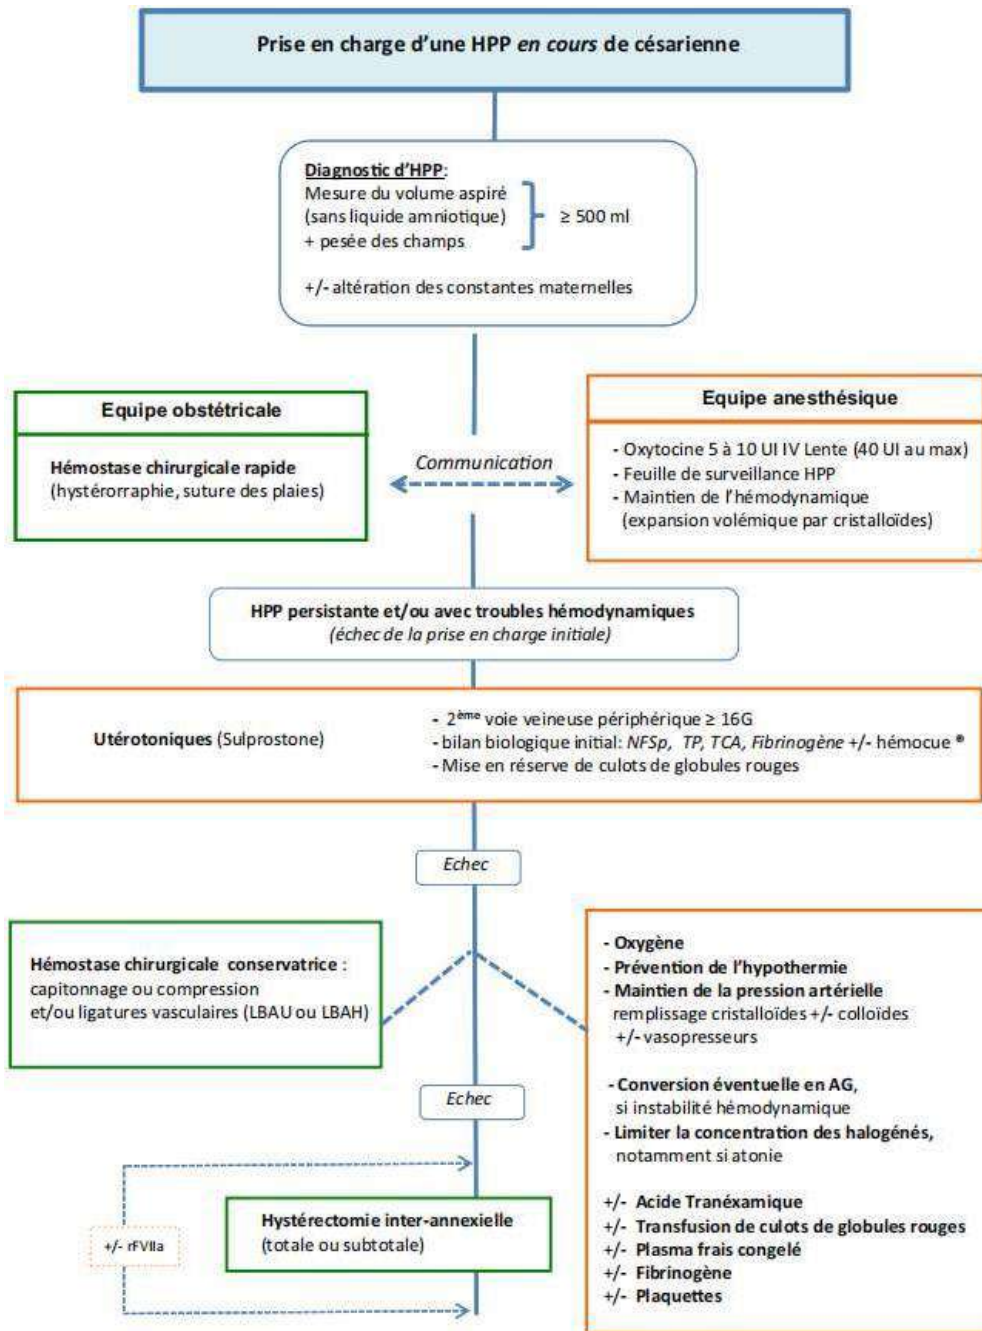 Prise en charge d’une HPP en cours de césarienne
Diagnostic d’HPP:
Mesure du volume aspiré
(sans liquide amniotique)
+ pesée des champs
≥ 500 ml
+/- altération des constantes maternelles
Equipe obstétricale
Hémostase chirurgicale rapide
(hystérorraphie, suture des plaies)
Communication
Equipe anesthésique
- Oxytocine 5 à 10 UI IV Lente (40 UI au max)
- Feuille de surveillance HPP
- Maintien de l’hémodynamique
(expansion volémique par cristalloïdes)
HPP persistante et/ou avec troubles hémodynamiques
(échec de la prise en charge initiale)
Utérotoniques (Sulprostone)
- 2ème voie veineuse périphérique ≥ 16G
- bilan biologique initial: NFSp, TP, TCA, Fibrinogène +/- hémocue ®
- Mise en réserve de culots de globules rouges
Echec
Hémostase chirurgicale conservatrice :
capitonnage ou compression
et/ou ligatures vasculaires (LBAU ou LBAH)
- Oxygène
- Prévention de l’hypothermie
- Maintien de la pression artérielle
remplissage cristalloïdes +/- colloïdes
+/- vasopresseurs
- Conversion éventuelle en AG,
si instabilité hémodynamique
- Limiter la concentration des halogénés,
notamment si atonie
+/- Acide Tranéxamique
+/- Transfusion de culots de globules rouges
+/- Plasma frais congelé
+/- Fibrinogène
+/- Plaquettes
Echec
+/- rFVIIa
Hystérectomie inter-annexielle
(totale ou subtotale)